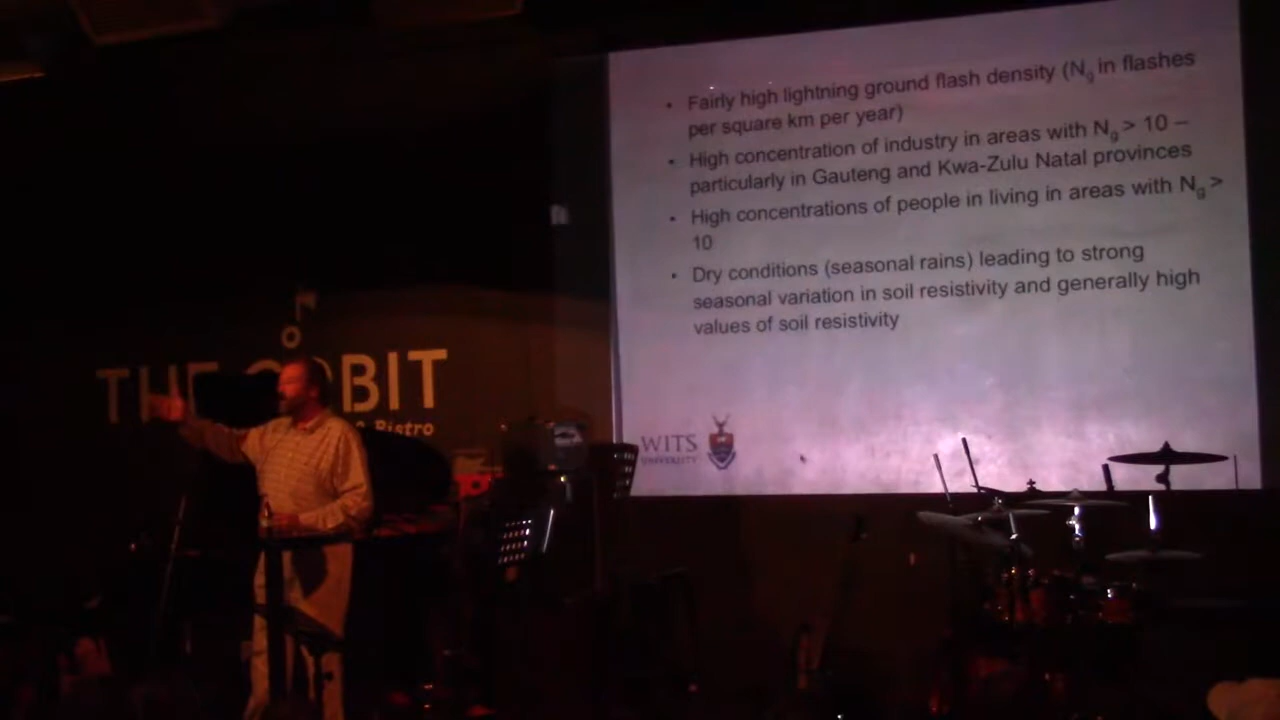 • Fairly high lightning ground flash density (Ng in flashes
per square km per year)
• High concentration of industry in areas with Ng > 10 –
particularly in Gauteng and Kwa-Zulu Natal provinces
• High concentrations of people in living in areas with Ng >
10
• Dry conditions (seasonal rains) leading to strong
seasonal variation in soil resistivity and generally high
values of soil resistivity
WITS
UNIVERSITY
THE ORBIT
& Bistro